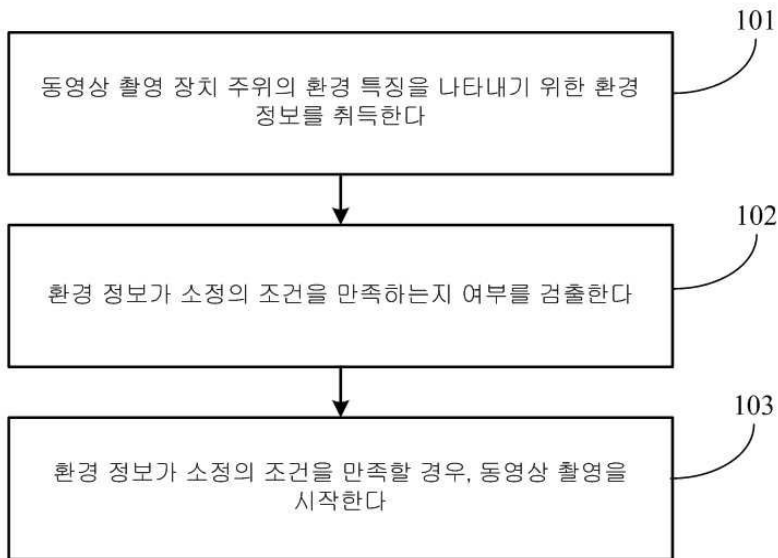 101
동영상 촬영 장치 주위의 환경 특징을 나타내기 위한 환경
정보를 취득한다
102
환경 정보가 소정의 조건을 만족하는지 여부를 검출한다
103
환경 정보가 소정의 조건을 만족할 경우, 동영상 촬영을
시작한다